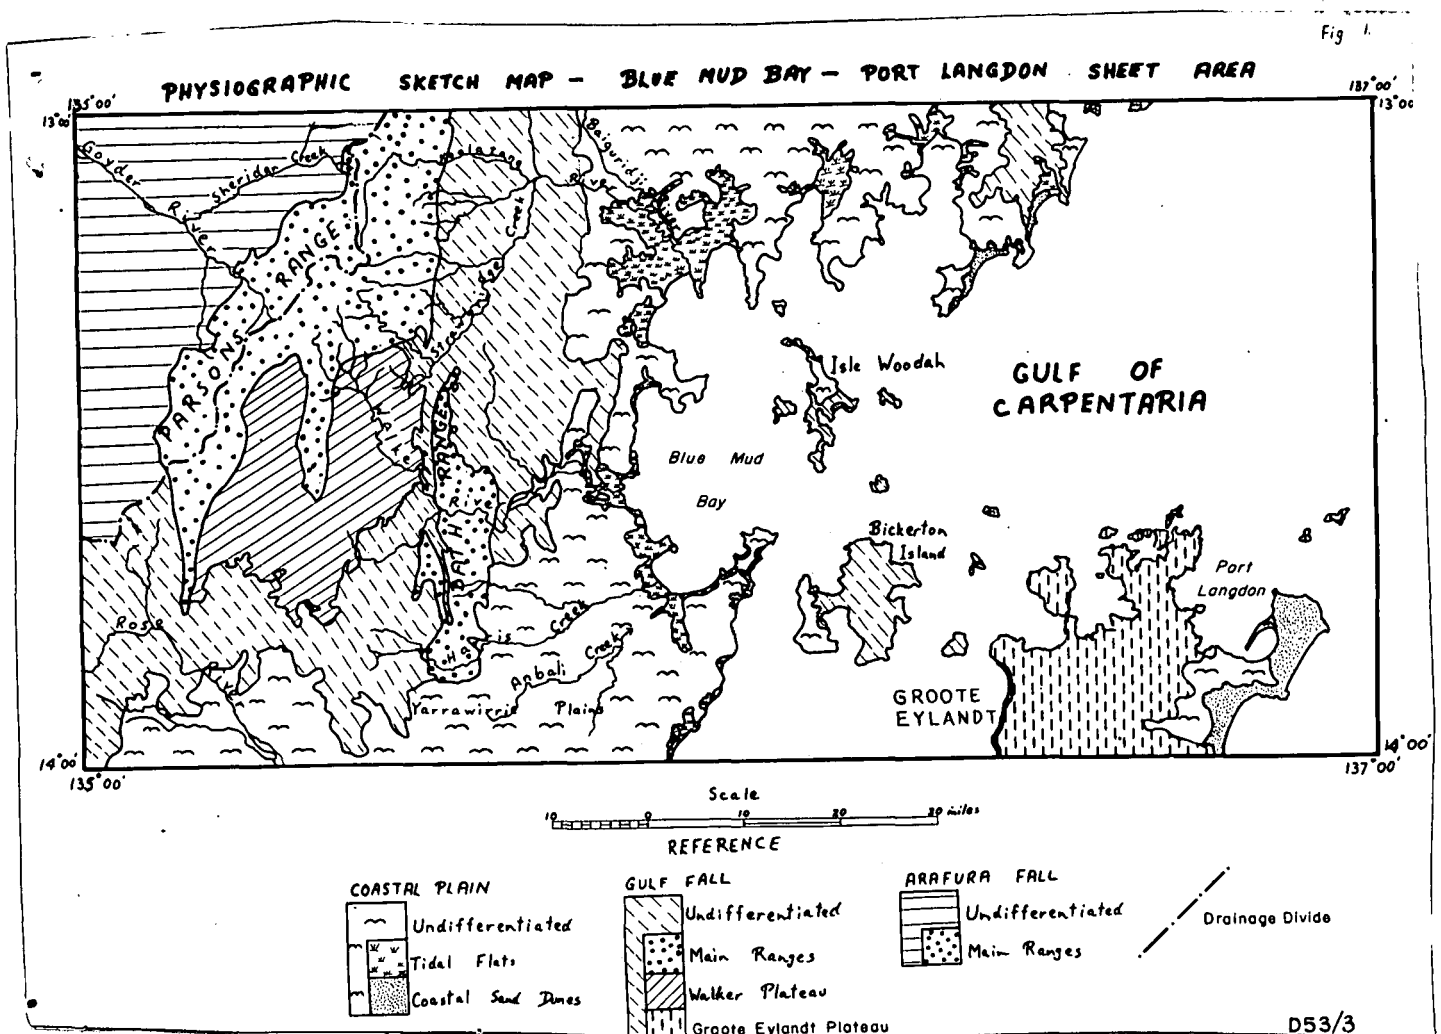 Fig 1.
PHYSIOGRAPHIC SKETCH MAP - BLUE MUD BAY - PORT LANGDON SHEET AREA
135°00'
137°00'
13°00'
13°00'
Goyder
River
Sheridan Creek
Baiguridji
River
Creek
PARSONS RANGE
Isle Woodah
GULF OF
CARPENTARIA
Blue Mud
Bay
BATH RANGE
Bickerton
Island
Port
Langdon
Rose
Harris Creek
Anbali Creek
Yarrawirrie Plains
GROOTE
EYLANDT
14°00'
14°00'
135°00'
137°00'
Scale
10 0 10 20 30 miles
REFERENCE
COASTAL PLAIN
Undifferentiated
Tidal Flats
Coastal Sand Dunes
GULF FALL
Undifferentiated
Main Ranges
Walker Plateau
Groote Eylandt Plateau
ARAFURA FALL
Undifferentiated
Main Ranges
Drainage Divide
D53/3